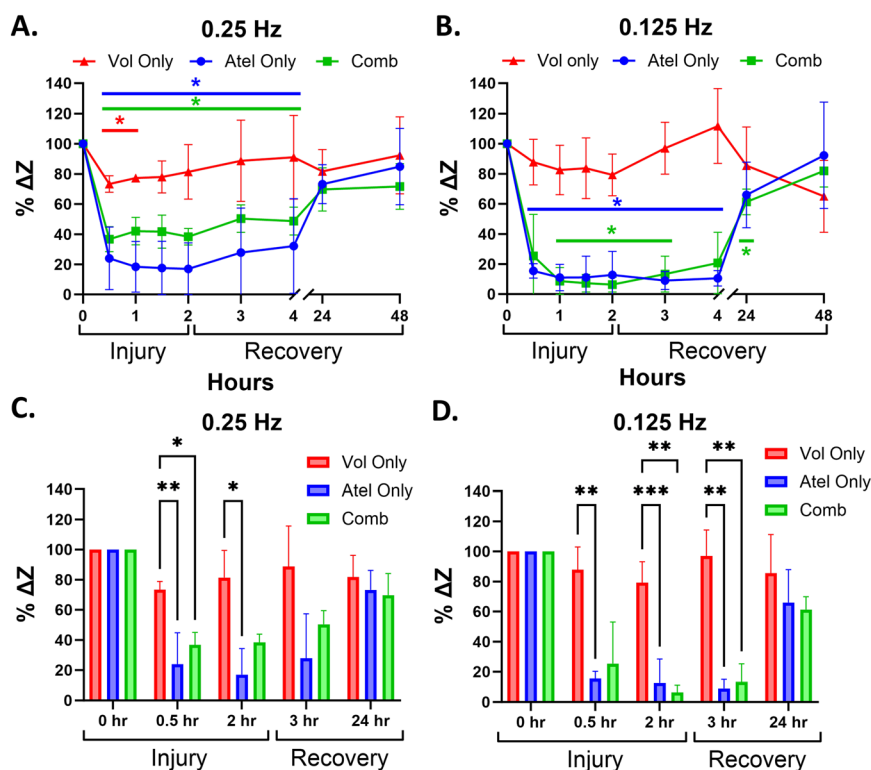 A.
0.25 Hz
Vol Only
Atel Only
Comb
140
120
100
80
60
40
20
0
% ΔZ
*
*
*
0
1
2
3
4
24
48
Injury
Recovery
Hours
B.
0.125 Hz
Vol only
Atel Only
Comb
140
120
100
80
60
40
20
0
% ΔZ
*
*
*
0
1
2
3
4
24
48
Injury
Recovery
Hours
C.
0.25 Hz
Vol Only
Atel Only
Comb
140
120
100
80
60
40
20
0
% ΔZ
*
**
*
0 hr
0.5 hr
2 hr
3 hr
24 hr
Injury
Recovery
D.
0.125 Hz
Vol Only
Atel Only
Comb
140
120
100
80
60
40
20
0
% ΔZ
**
**
**
***
**
0 hr
0.5 hr
2 hr
3 hr
24 hr
Injury
Recovery